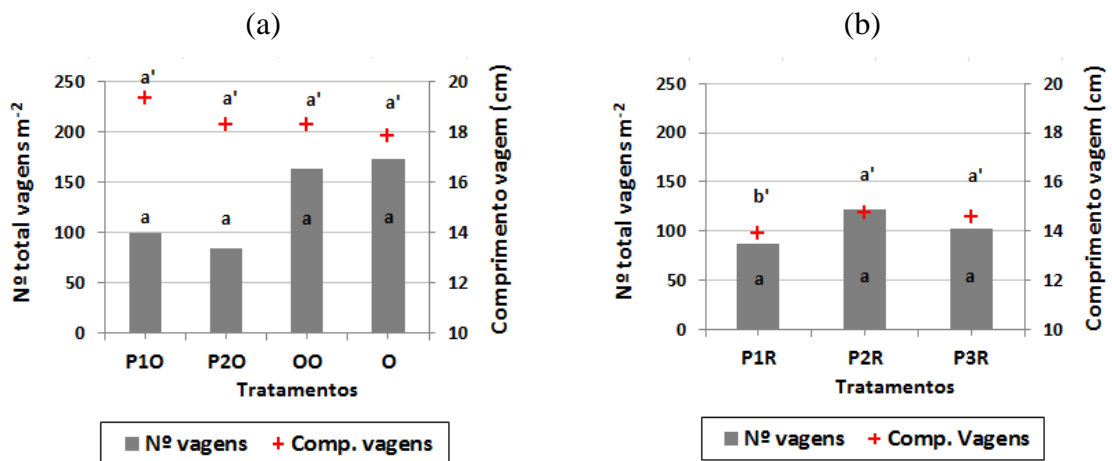 (a)
Nº total vagens m-2
250
200
150
100
50
0
a' a' a' a'
a a a a
20
18
16
14
12
10
Comprimento vagem (cm)
P1O P2O OO O
Tratamentos
Nº vagens Comp. vagens
(b)
Nº total vagens m-2
250
200
150
100
50
0
b' a' a'
a a a
20
18
16
14
12
10
Comprimento vagem (cm)
P1R P2R P3R
Tratamentos
Nº vagens Comp. Vagens